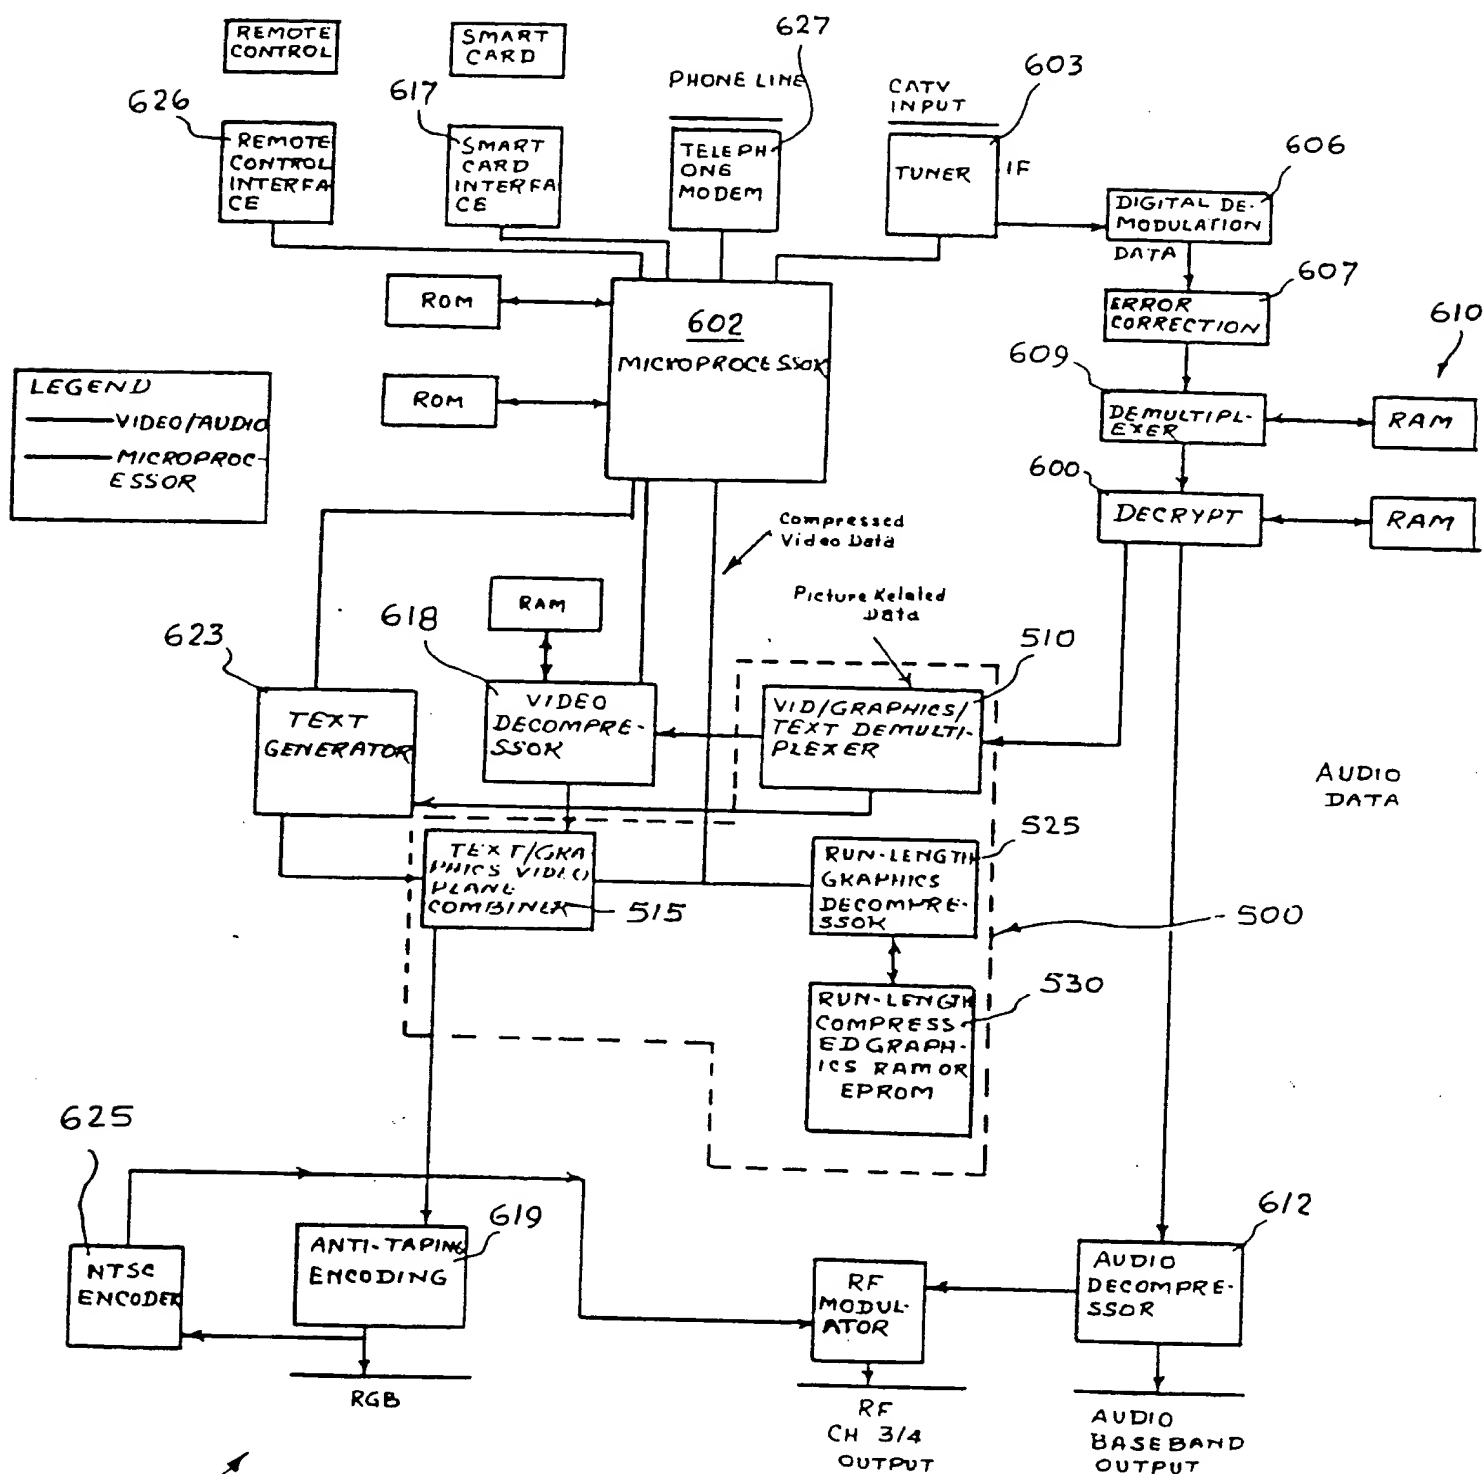 REMOTE
CONTROL
SMART
CARD
627
603
PHONE LINE
CATV
INPUT
626
617
606
REMOTE
CONTROL
INTERFA
CE
SMART
CARD
INTERFA
CE
TELEPH
ONG
MODEM
TUNER
IF
DIGITAL DE-
MODULATION
DATA
607
ROM
602
MICROPROCESSOR
ERROR
CORRECTION
610
609
LEGEND
VIDEO/AUDIO
MICROPROC-
ESSOR
ROM
DEMULTIPL-
EXER
RAM
600
DECRYPT
RAM
Compressed
Video Data
RAM
Picture Related
Data
623
618
510
TEXT
GENERATOR
VIDEO
DECOMPRE-
SSOR
VID/GRAPHICS/
TEXT DEMULTI-
PLEXER
AUDIO
DATA
525
TEXT/GRA
PHICS VIDEO
PLANE
COMBINER
515
RUN-LENGTH
GRAPHICS
DECOMPRE-
SSOR
500
530
RUN-LENGTH
COMPRESS
ED GRAPH-
ICS RAM OR
EPROM
625
619
612
NTSC
ENCODER
ANTI-TAPING
ENCODING
RF
MODUL-
ATOR
AUDIO
DECOMPRE-
SSOR
RGB
RF
CH 3/4
OUTPUT
AUDIO
BASEBAND
OUTPUT